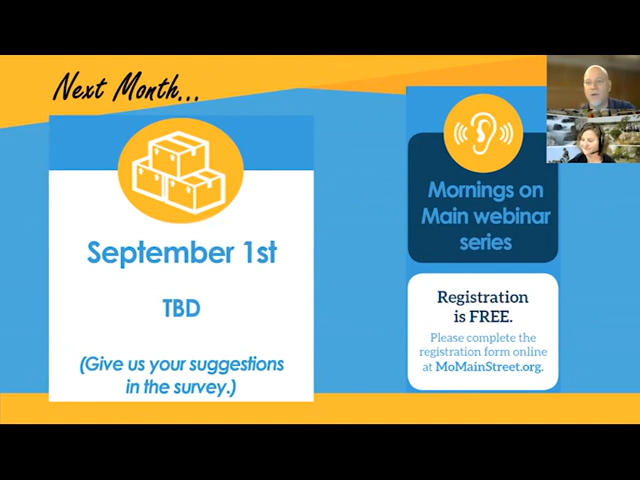 Next Month...
September 1st
TBD
(Give us your suggestions
in the survey.)
Mornings on
Main webinar
series
Registration
is FREE.
Please complete the
registration form online
at MoMainStreet.org.